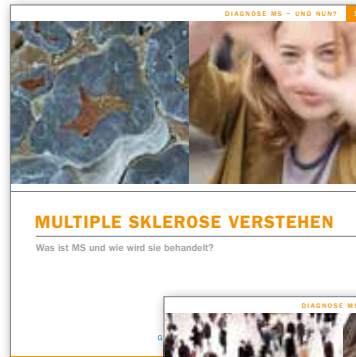 DIAGNOSE MS – UND NUN?
MULTIPLE SKLEROSE VERSTEHEN
Was ist MS und wie wird sie behandelt?
G
DIAGNOSE MS